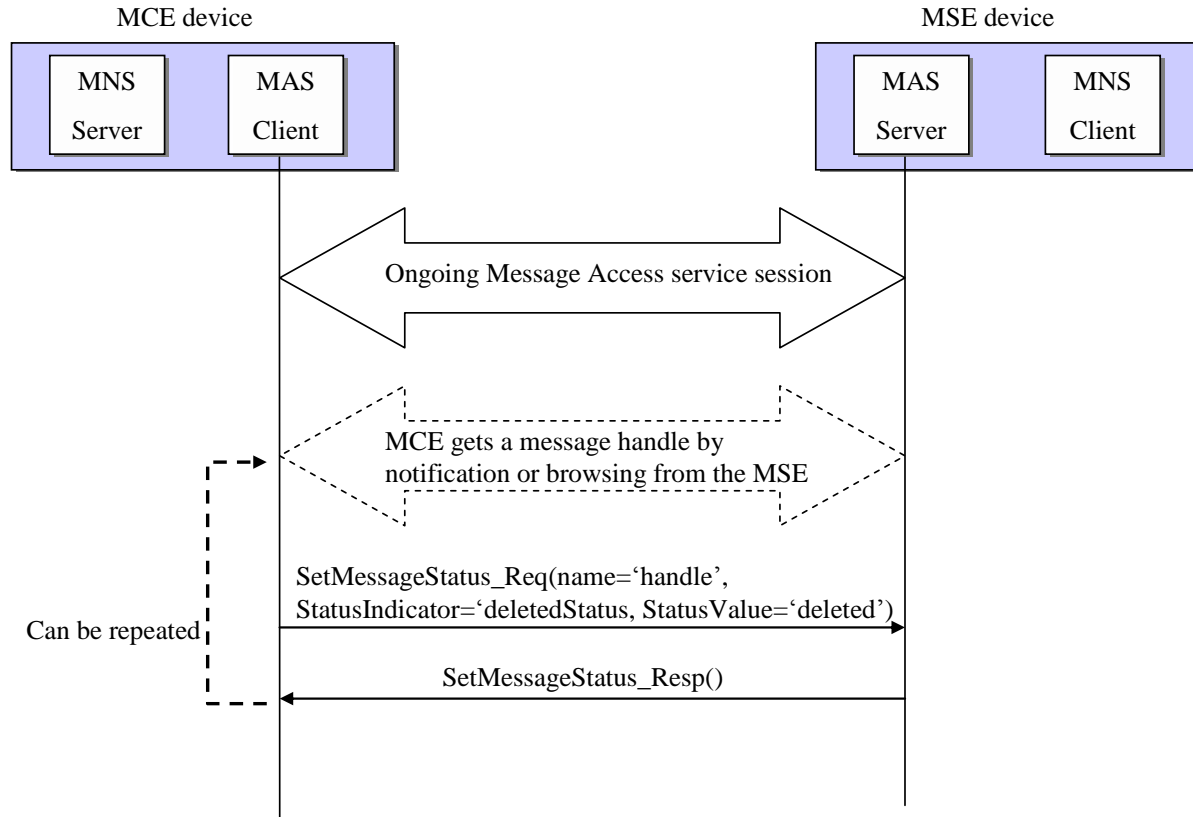 MCE device
MSE device
MNS
Server
MAS
Client
MAS
Server
MNS
Client
Ongoing Message Access service session
MCE gets a message handle by
notification or browsing from the MSE
SetMessageStatus_Req(name=‘handle’,
StatusIndicator=‘deletedStatus, StatusValue=‘deleted’)
Can be repeated
SetMessageStatus_Resp()